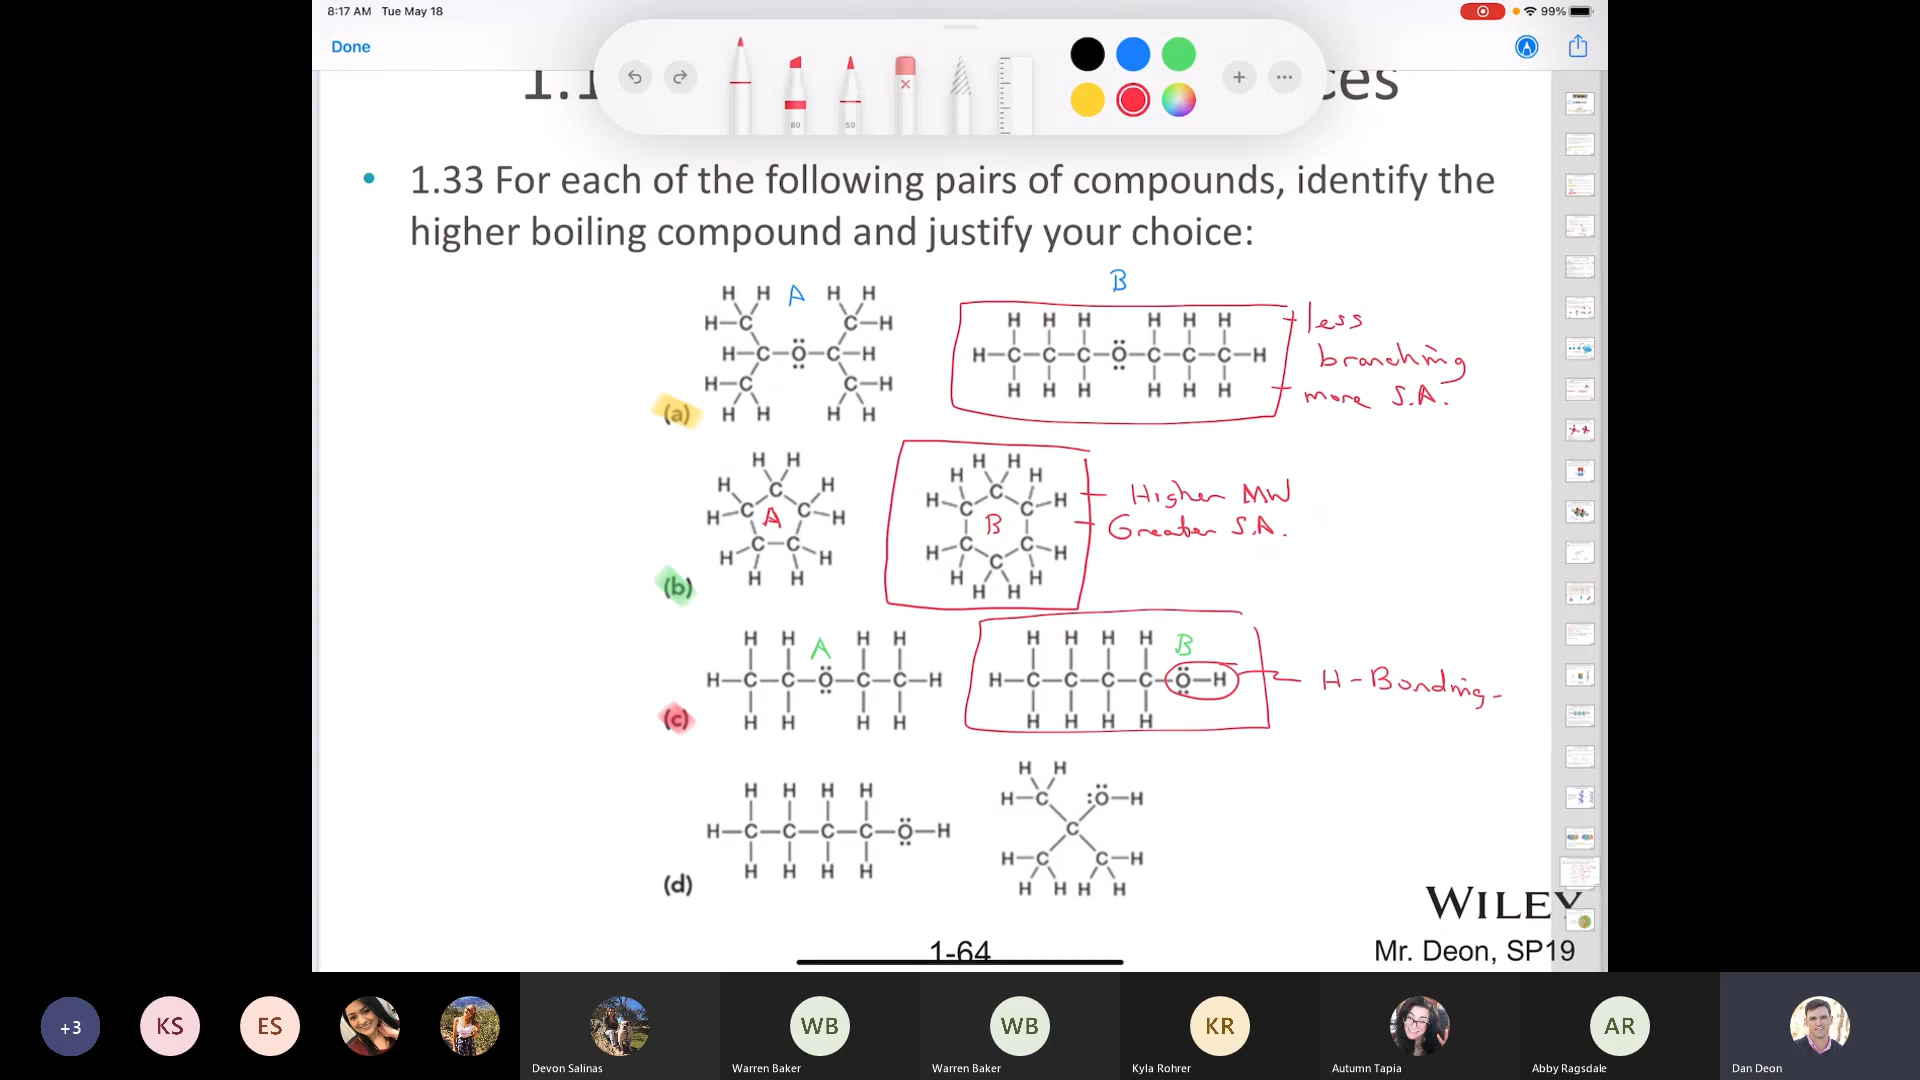 8:17 AM Tue May 18
99%
Done
1.1
ces
80
50
• 1.33 For each of the following pairs of compounds, identify the
higher boiling compound and justify your choice:
A
B
H H H H
H-C C-H
H-C-Ö-C-H
H-C C-H
H H H H
(a)
H H H H H H
H-C-C-C-Ö-C-C-C-H
H H H H H H
less
branching
more S.A.
H H
H C H
H-C A C-H
H-C-C-H
H H
(b)
H H
H C H
H-C C-H
B
H-C C-H
H C H
H H
Higher MW
Greater S.A.
H H A H H
H-C-C-Ö-C-C-H
H H H H
(c)
H H H H B
H-C-C-C-C-Ö-H
H H H H
H-Bonding
H H H H
H-C-C-C-C-Ö-H
H H H H
(d)
H H
H-C :Ö-H
C
H-C C-H
H H H H
WILEY
1-64
Mr. Deon, SP19
+3
KS
ES
WB
WB
KR
AR
Devon Salinas
Warren Baker
Warren Baker
Kyla Rohrer
Autumn Tapia
Abby Ragsdale
Dan Deon